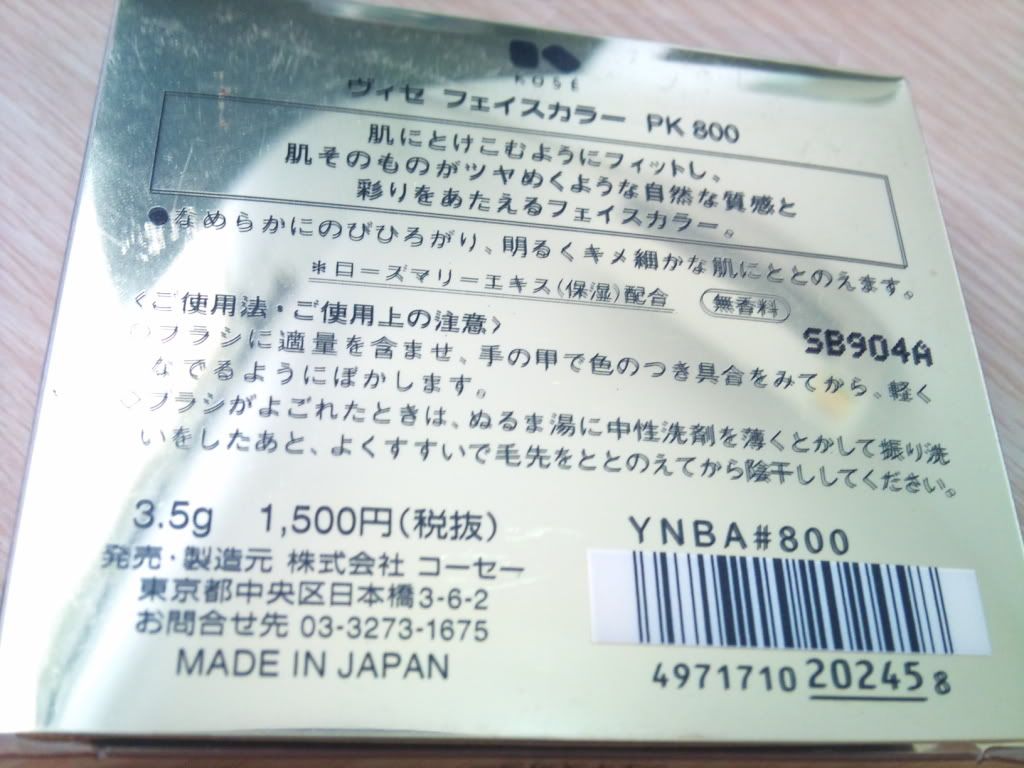 KOSÉ
ヴィセ フェイスカラー PK 800
肌にとけこむようにフィットし、
肌そのものがツヤめくような自然な質感と
彩りをあたえるフェイスカラー。
●なめらかにのびひろがり、明るくキメ細かな肌にととのえます。
＊ローズマリーエキス(保湿)配合 無香料
〈ご使用法・ご使用上の注意〉
SB904A
○ブラシに適量を含ませ、手の甲で色のつき具合をみてから、軽く
なでるようにぼかします。
○ブラシがよごれたときは、ぬるま湯に中性洗剤を薄くとかして振り洗
いをしたあと、よくすすいで毛先をととのえてから陰干ししてください。
3.5g 1,500円(税抜)
発売・製造元 株式会社 コーセー
東京都中央区日本橋3-6-2
お問合せ先 03-3273-1675
MADE IN JAPAN
YNBA#800
4971710 20245 8